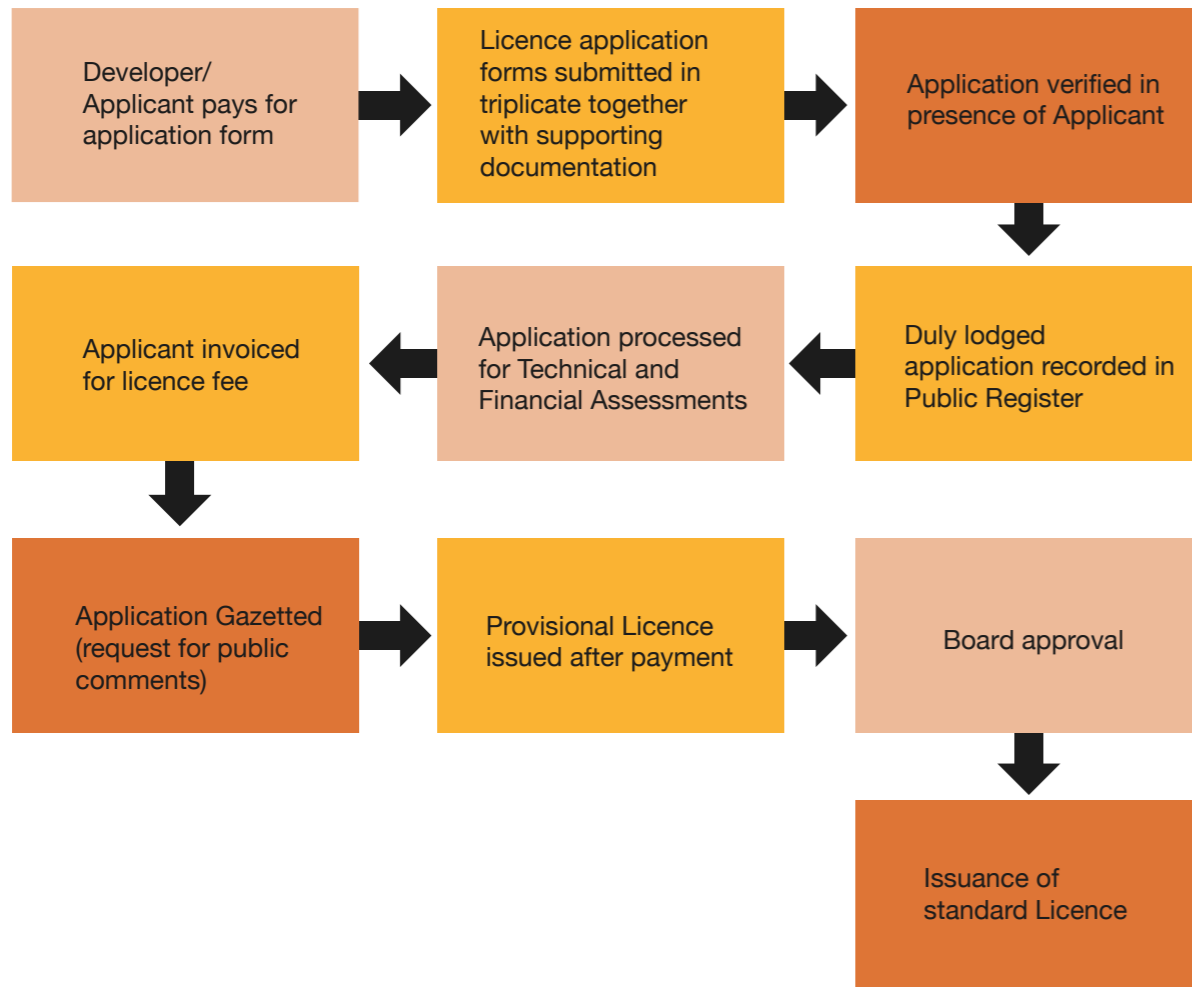 Developer/
Applicant pays for
application form
Licence application
forms submitted in
triplicate together
with supporting
documentation
Application verified in
presence of Applicant
Duly lodged
application recorded in
Public Register
Application processed
for Technical and
Financial Assessments
Applicant invoiced
for licence fee
Application Gazetted
(request for public
comments)
Provisional Licence
issued after payment
Board approval
Issuance of
standard Licence